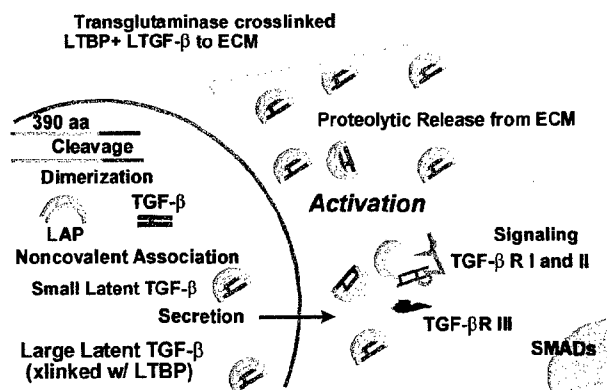 Transglutaminase crosslinked
LTBP+ LTGF-β to ECM
390 aa
Cleavage
Dimerization
TGF-β
LAP
Noncovalent Association
Small Latent TGF-β
Secretion
Large Latent TGF-β
(xlinked w/ LTBP)
Proteolytic Release from ECM
Activation
Signaling
TGF-β R I and II
TGF-βR III
SMADs